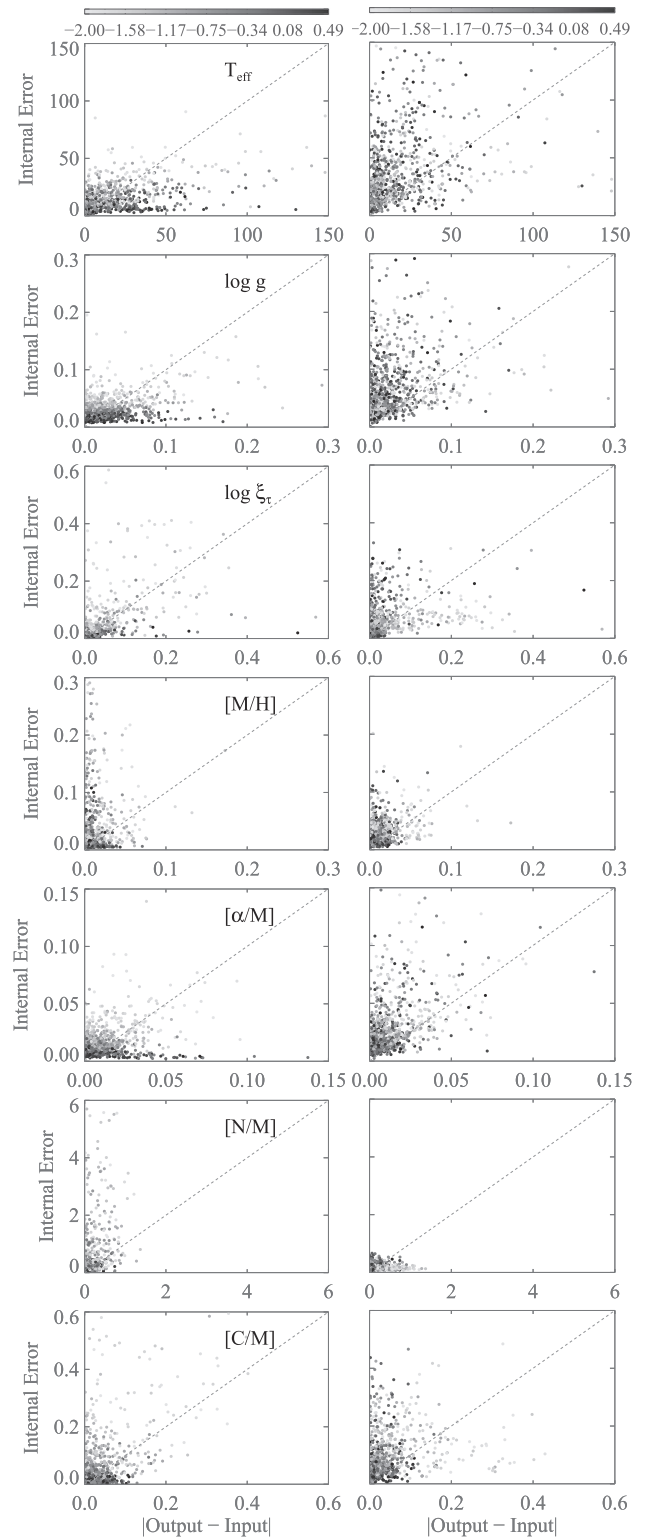 −2.00−1.58−1.17−0.75−0.34 0.08 0.49
−2.00−1.58−1.17−0.75−0.34 0.08 0.49
150
T_eff
100
Internal Error
50
0
0 50 100 150
0 50 100 150
0.3
log g
0.2
Internal Error
0.1
0.0
0.0 0.1 0.2 0.3
0.0 0.1 0.2 0.3
0.6
log ξ_τ
0.4
Internal Error
0.2
0.0
0.0 0.2 0.4 0.6
0.0 0.2 0.4 0.6
0.3
[M/H]
0.2
Internal Error
0.1
0.0
0.0 0.1 0.2 0.3
0.0 0.1 0.2 0.3
0.15
[α/M]
0.10
Internal Error
0.05
0.00
0.00 0.05 0.10 0.15
0.00 0.05 0.10 0.15
6
[N/M]
4
Internal Error
2
0
0 2 4 6
0 2 4 6
0.6
[C/M]
0.4
Internal Error
0.2
0.0
0.0 0.2 0.4 0.6
0.0 0.2 0.4 0.6
|Output − Input|
|Output − Input|